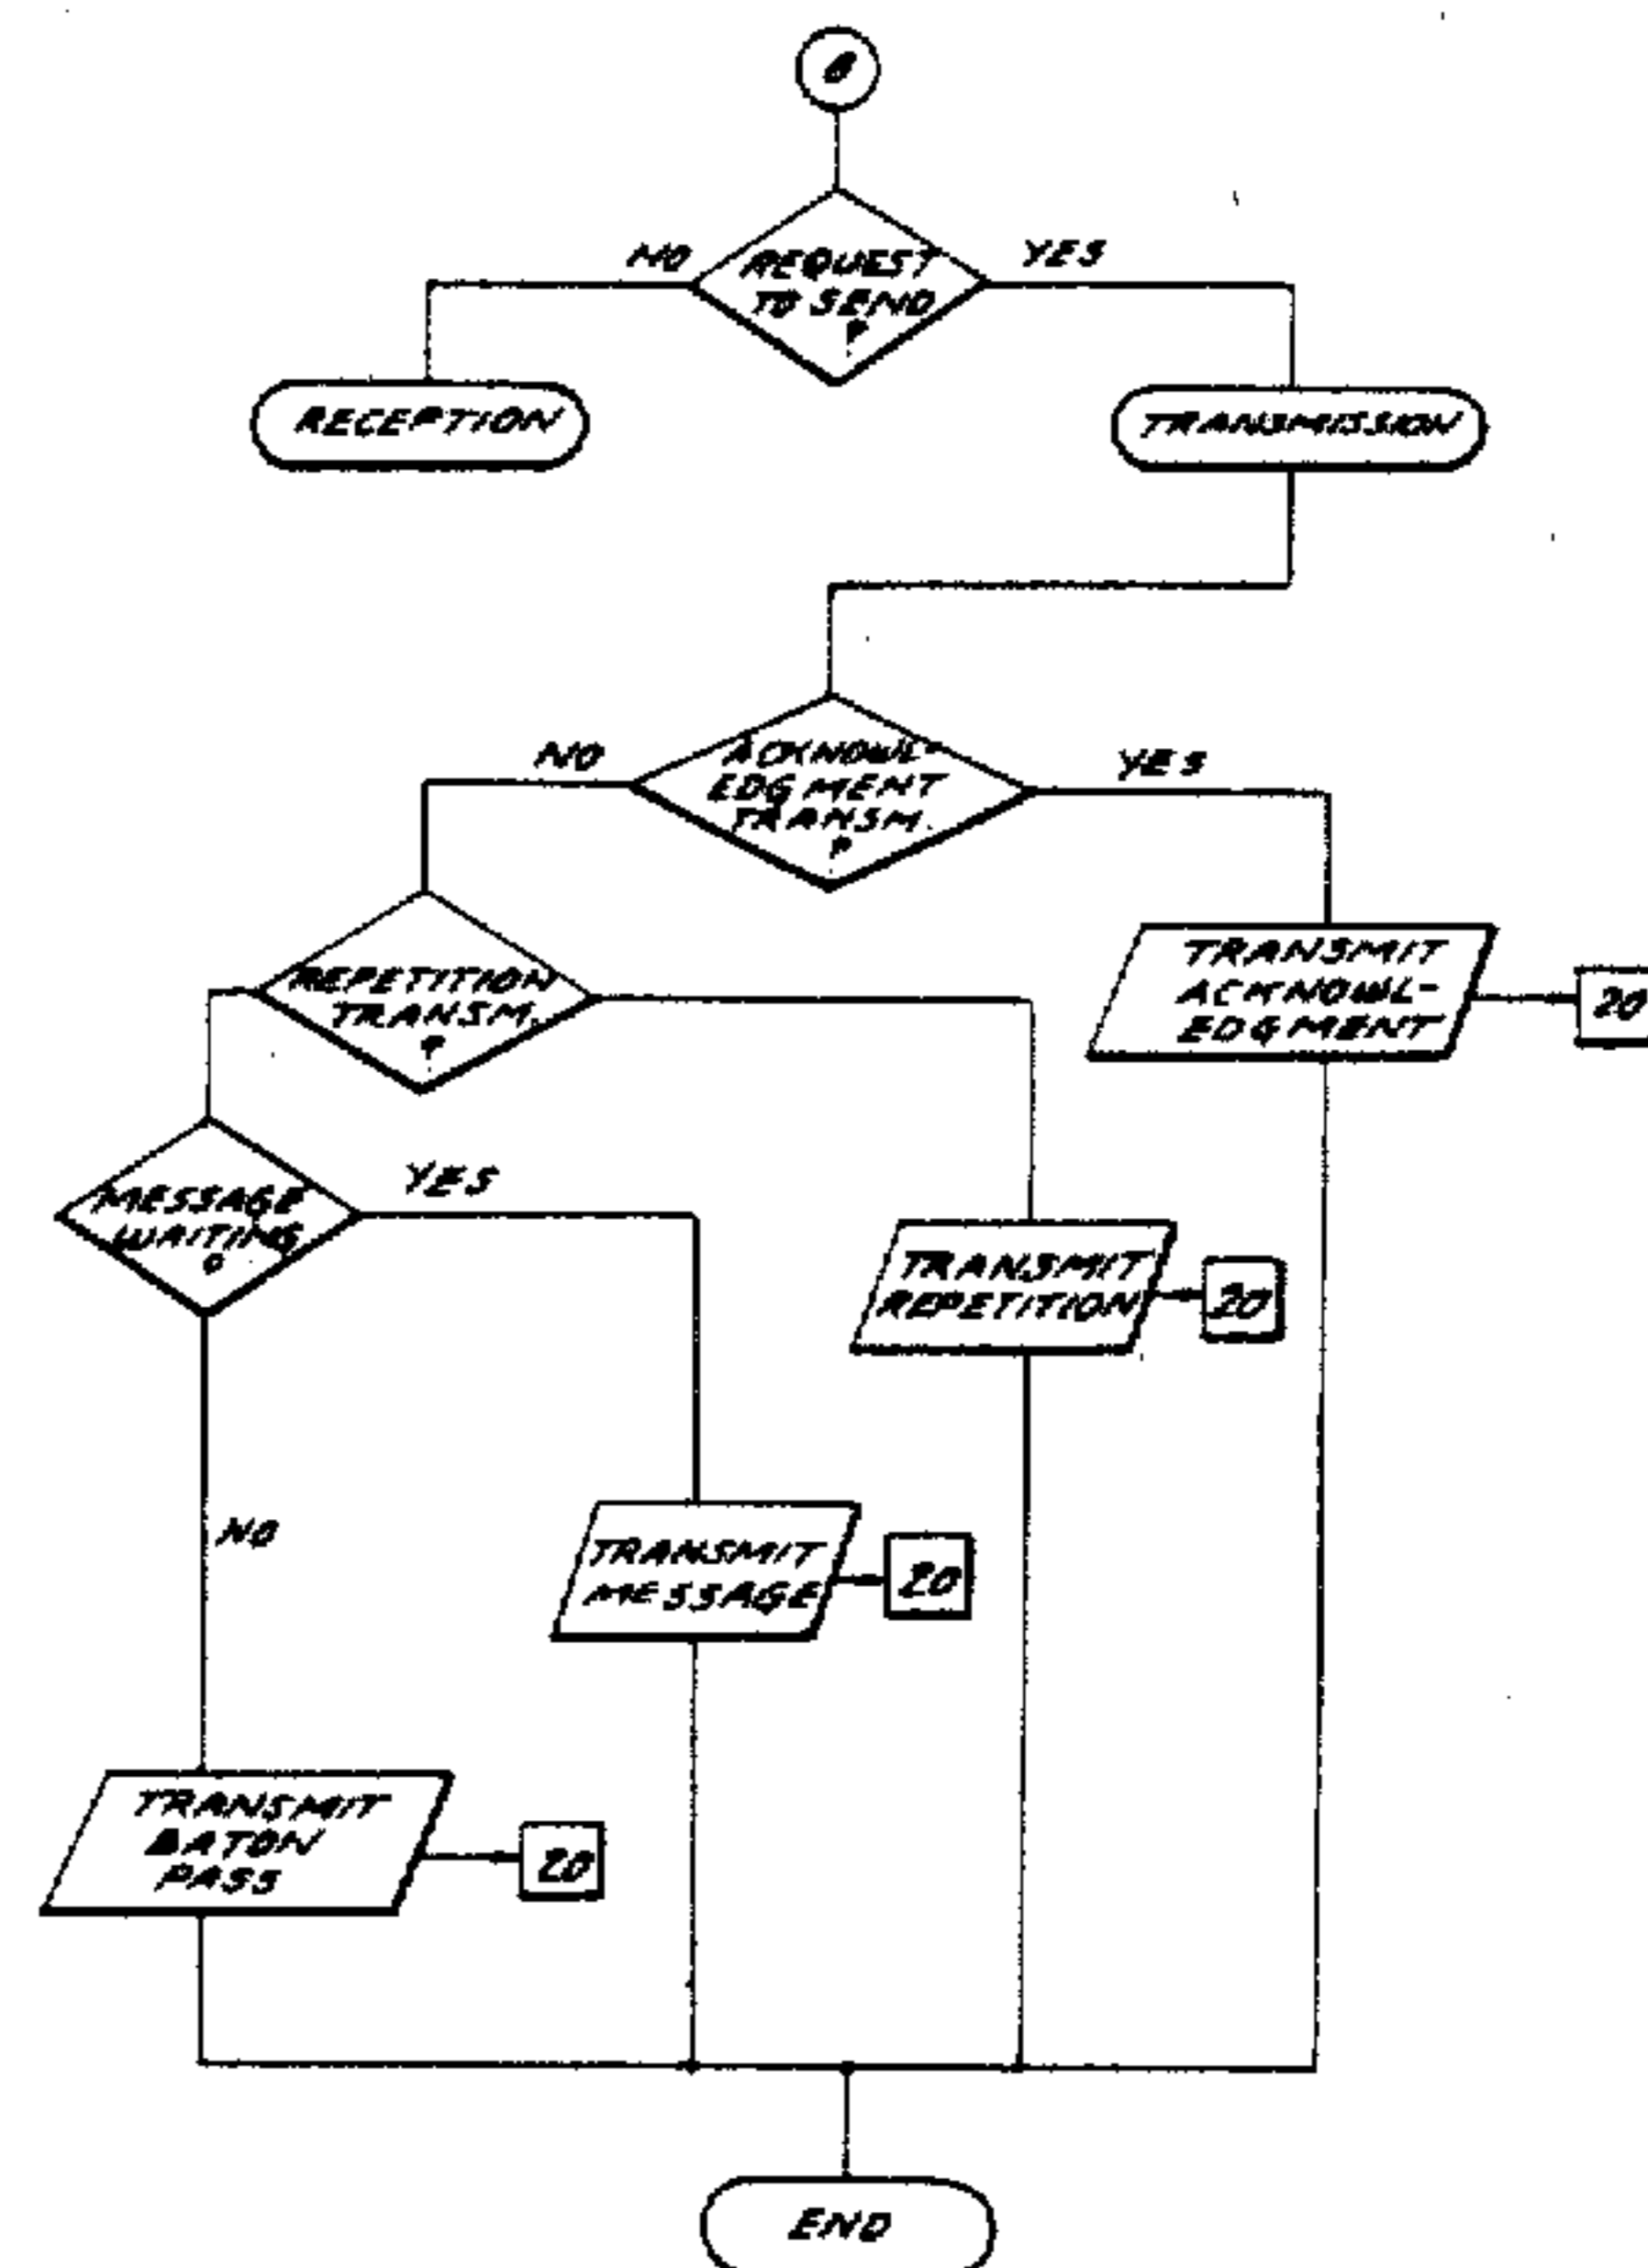 NO
REQUEST
TO SEND
?
YES
RECEPTION
TRANSMISSION
NO
ACKNOWL-
EDGMENT
TRANSM.
?
YES
REPETITION
TRANSM.
?
TRANSMIT
ACKNOWL-
EDGMENT
20
MESSAGE
WAITING
?
YES
TRANSMIT
REPETITION
20
NO
TRANSMIT
MESSAGE
20
TRANSMIT
BATON
PASS
20
END